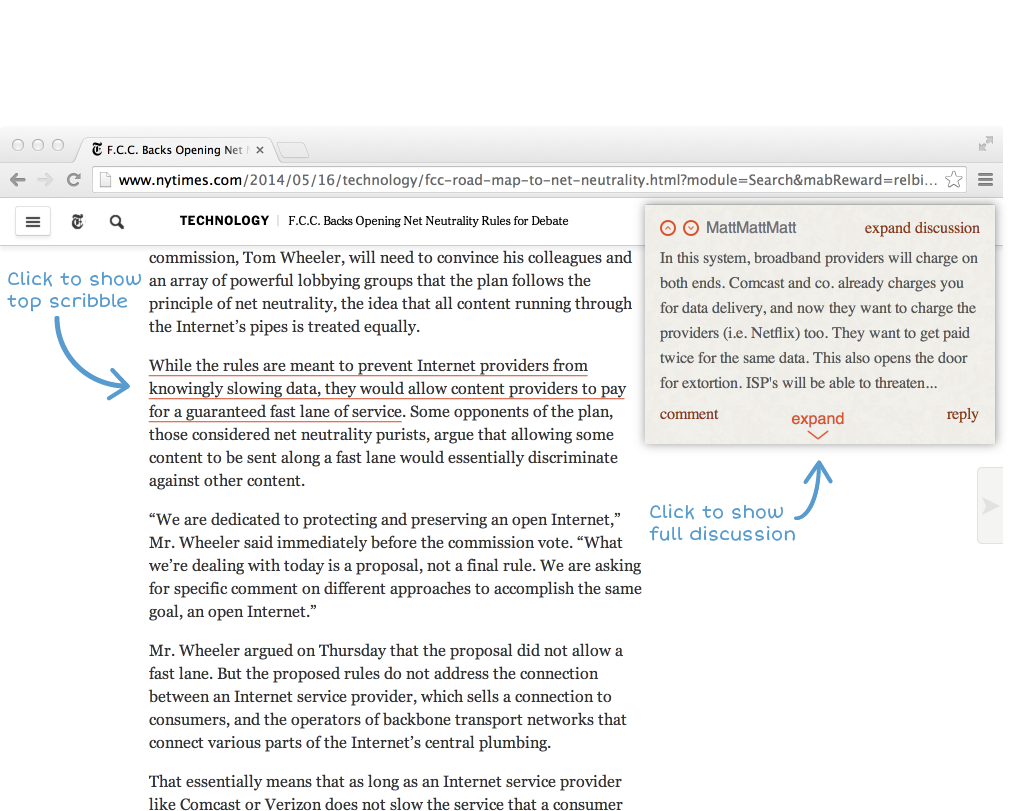 F.C.C. Backs Opening Net
www.nytimes.com/2014/05/16/technology/fcc-road-map-to-net-neutrality.html?module=Search&mabReward=relbi...
TECHNOLOGY F.C.C. Backs Opening Net Neutrality Rules for Debate
commission, Tom Wheeler, will need to convince his colleagues and
an array of powerful lobbying groups that the plan follows the
principle of net neutrality, the idea that all content running through
the Internet’s pipes is treated equally.
Click to show
top scribble
While the rules are meant to prevent Internet providers from
knowingly slowing data, they would allow content providers to pay
for a guaranteed fast lane of service. Some opponents of the plan,
those considered net neutrality purists, argue that allowing some
content to be sent along a fast lane would essentially discriminate
against other content.
“We are dedicated to protecting and preserving an open Internet,”
Mr. Wheeler said immediately before the commission vote. “What
we’re dealing with today is a proposal, not a final rule. We are asking
for specific comment on different approaches to accomplish the same
goal, an open Internet.”
Mr. Wheeler argued on Thursday that the proposal did not allow a
fast lane. But the proposed rules do not address the connection
between an Internet service provider, which sells a connection to
consumers, and the operators of backbone transport networks that
connect various parts of the Internet’s central plumbing.
That essentially means that as long as an Internet service provider
like Comcast or Verizon does not slow the service that a consumer
MattMattMatt expand discussion
In this system, broadband providers will charge on
both ends. Comcast and co. already charges you
for data delivery, and now they want to charge the
providers (i.e. Netflix) too. They want to get paid
twice for the same data. This also opens the door
for extortion. ISP's will be able to threaten...
comment expand reply
Click to show
full discussion